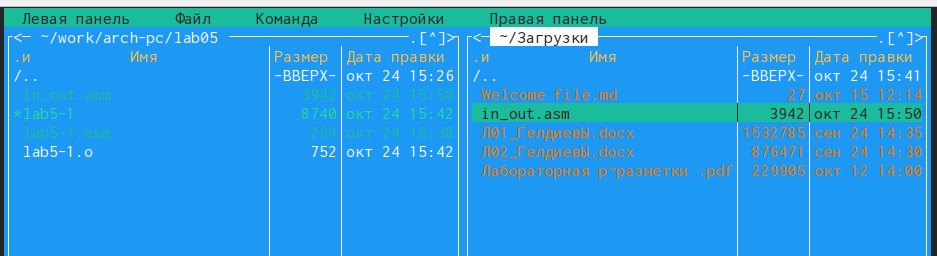 Левая панель Файл Команда Настройки Правая панель
<─ ~/work/arch-pc/lab05 .[^]>
.и Имя Размер Дата правки
/.. -ВВЕРХ- окт 24 15:26
in_out.asm 3942 окт 24 15:50
*lab5-1 8740 окт 24 15:42
lab5-1.asm 294 окт 24 15:38
lab5-1.o 752 окт 24 15:42
<─ ~/Загрузки .[^]>
.и Имя Размер Дата правки
/.. -ВВЕРХ- окт 24 15:41
Welcome file.md 27 окт 15 12:14
in_out.asm 3942 окт 24 15:50
Л01_ГелдиевЫ.docx 1532785 сен 24 14:35
Л02_ГелдиевЫ.docx 876471 сен 24 14:30
Лабораторная р~разметки .pdf 229905 окт 12 14:00